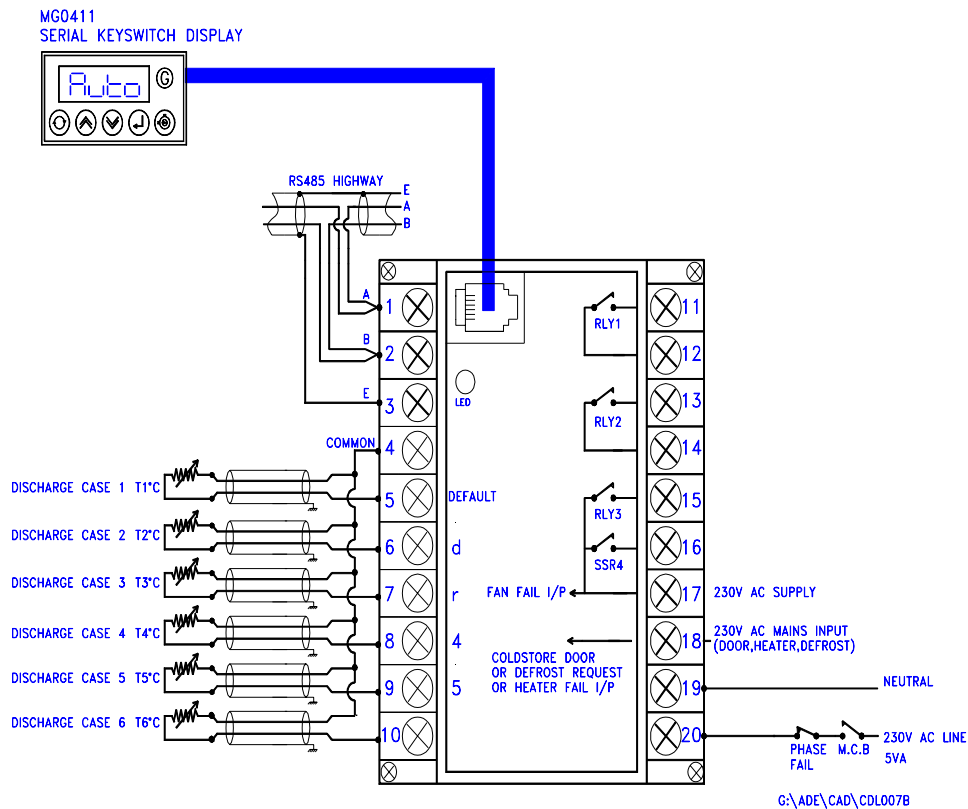 MG0411
SERIAL KEYSWITCH DISPLAY
Auto
G
RS485 HIGHWAY
E
A
B
A
1
B
2
E
3
COMMON
4
DISCHARGE CASE 1 T1°C
5
DEFAULT
DISCHARGE CASE 2 T2°C
6
d
DISCHARGE CASE 3 T3°C
7
r
DISCHARGE CASE 4 T4°C
8
4
DISCHARGE CASE 5 T5°C
9
5
DISCHARGE CASE 6 T6°C
10
LED
RLY1
11
12
RLY2
13
14
RLY3
15
SSR4
16
FAN FAIL I/P
17
230V AC SUPPLY
18
230V AC MAINS INPUT
(DOOR,HEATER,DEFROST)
COLDSTORE DOOR
OR DEFROST REQUEST
OR HEATER FAIL I/P
19
NEUTRAL
20
PHASE
FAIL
M.C.B
230V AC LINE
5VA
G:\ADE\CAD\CDL007B